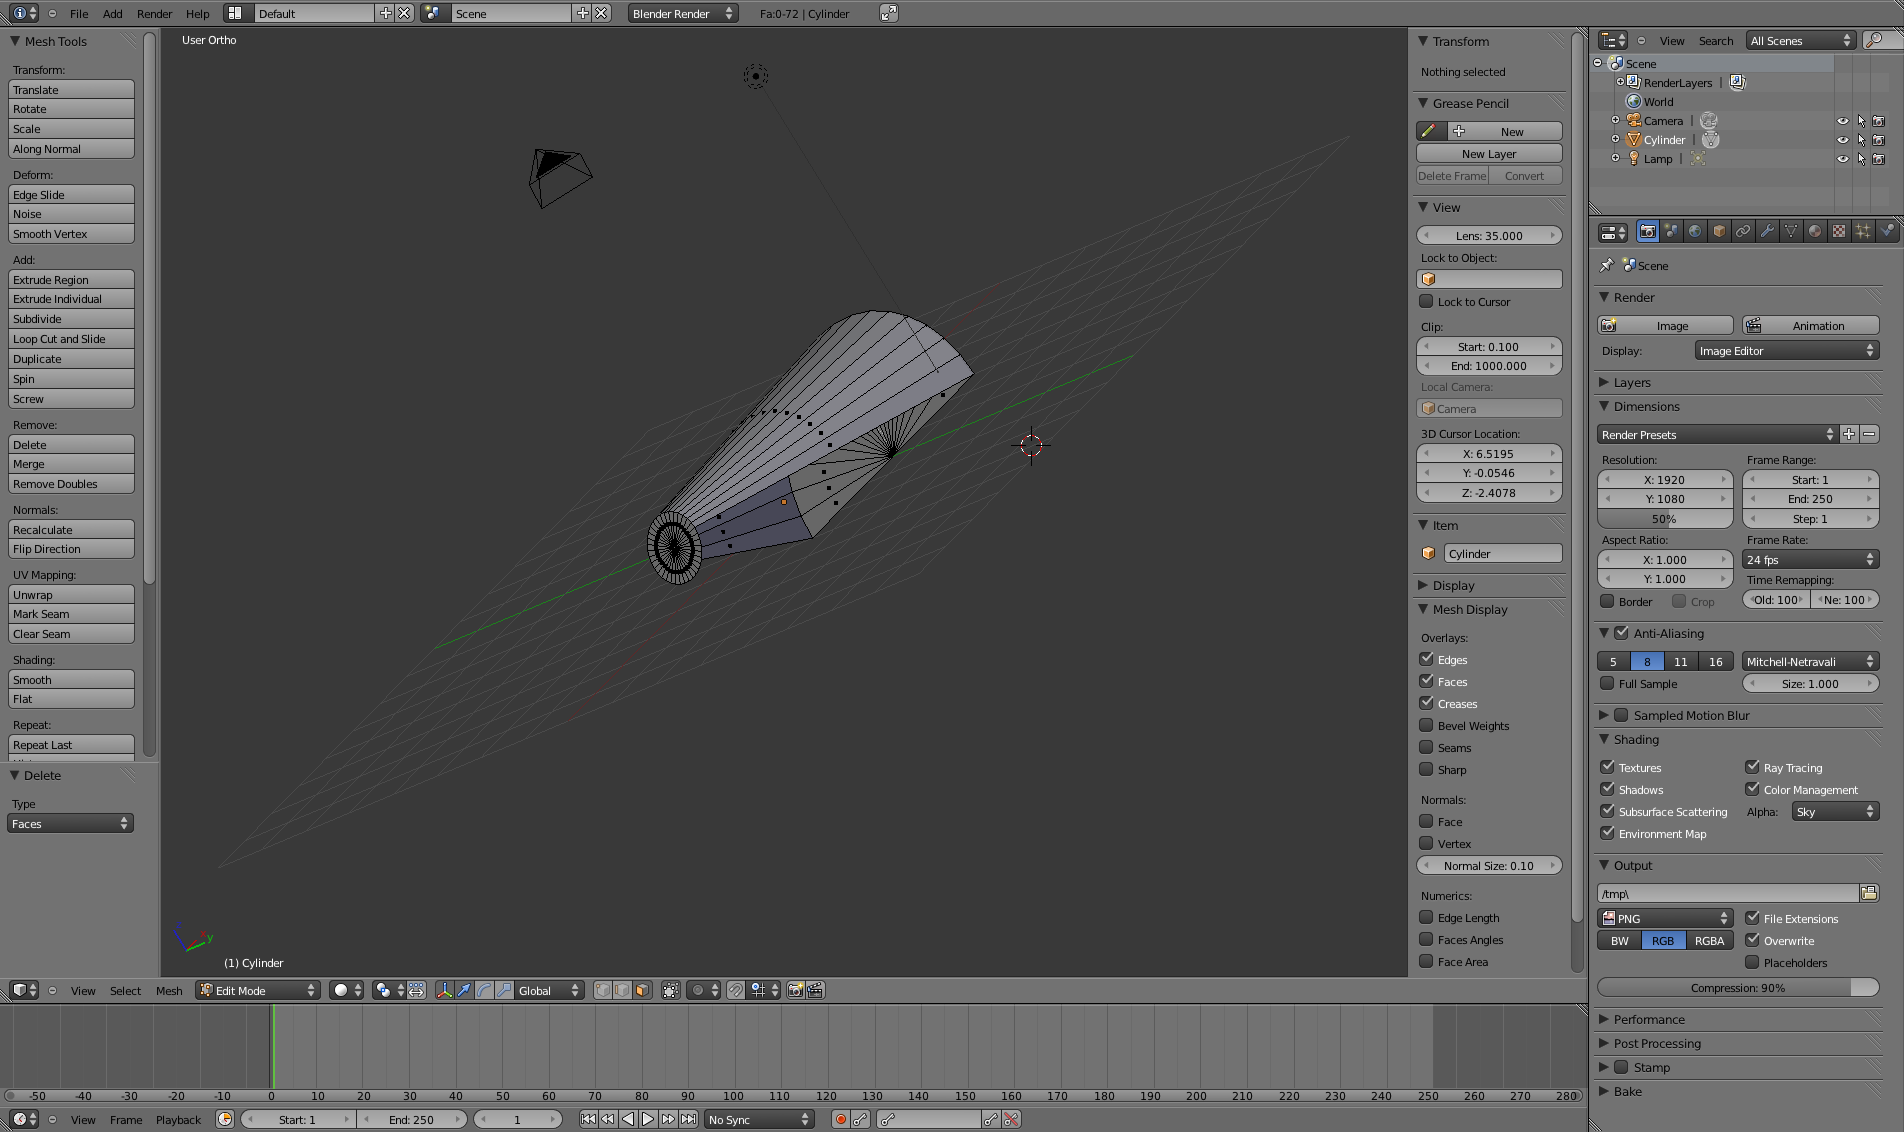 File Add Render Help Default Scene Blender Render Fa:0-72 | Cylinder
Mesh Tools
Transform:
Translate
Rotate
Scale
Along Normal
Deform:
Edge Slide
Noise
Smooth Vertex
Add:
Extrude Region
Extrude Individual
Subdivide
Loop Cut and Slide
Duplicate
Spin
Screw
Remove:
Delete
Merge
Remove Doubles
Normals:
Recalculate
Flip Direction
UV Mapping:
Unwrap
Mark Seam
Clear Seam
Shading:
Smooth
Flat
Repeat:
Repeat Last
Delete
Type
Faces
User Ortho
y
(1) Cylinder
Transform
Nothing selected
Grease Pencil
New
New Layer
Delete Frame Convert
View
Lens: 35.000
Lock to Object:
Lock to Cursor
Clip:
Start: 0.100
End: 1000.000
Local Camera:
Camera
3D Cursor Location:
X: 6.5195
Y: -0.0546
Z: -2.4078
Item
Cylinder
Display
Mesh Display
Overlays:
Edges
Faces
Creases
Bevel Weights
Seams
Sharp
Normals:
Face
Vertex
Normal Size: 0.10
Numerics:
Edge Length
Faces Angles
Face Area
View Search All Scenes
Scene
RenderLayers |
World
Camera |
Cylinder |
Lamp |
Scene
Render
Image Animation
Display: Image Editor
Layers
Dimensions
Render Presets
Resolution: Frame Range:
X: 1920 Start: 1
Y: 1080 End: 250
50% Step: 1
Aspect Ratio: Frame Rate:
X: 1.000 24 fps
Y: 1.000 Time Remapping:
Border Crop Old: 100 Ne: 100
Anti-Aliasing
5 8 11 16 Mitchell-Netravali
Full Sample Size: 1.000
Sampled Motion Blur
Shading
Textures Ray Tracing
Shadows Color Management
Subsurface Scattering Alpha: Sky
Environment Map
Output
/tmp\
PNG File Extensions
BW RGB RGBA Overwrite
Placeholders
Compression: 90%
Performance
Post Processing
Stamp
Bake
View Select Mesh Edit Mode Global
-50 -40 -30 -20 -10 0 10 20 30 40 50 60 70 80 90 100 110 120 130 140 150 160 170 180 190 200 210 220 230 240 250 260 270 280
View Frame Playback Start: 1 End: 250 1 No Sync